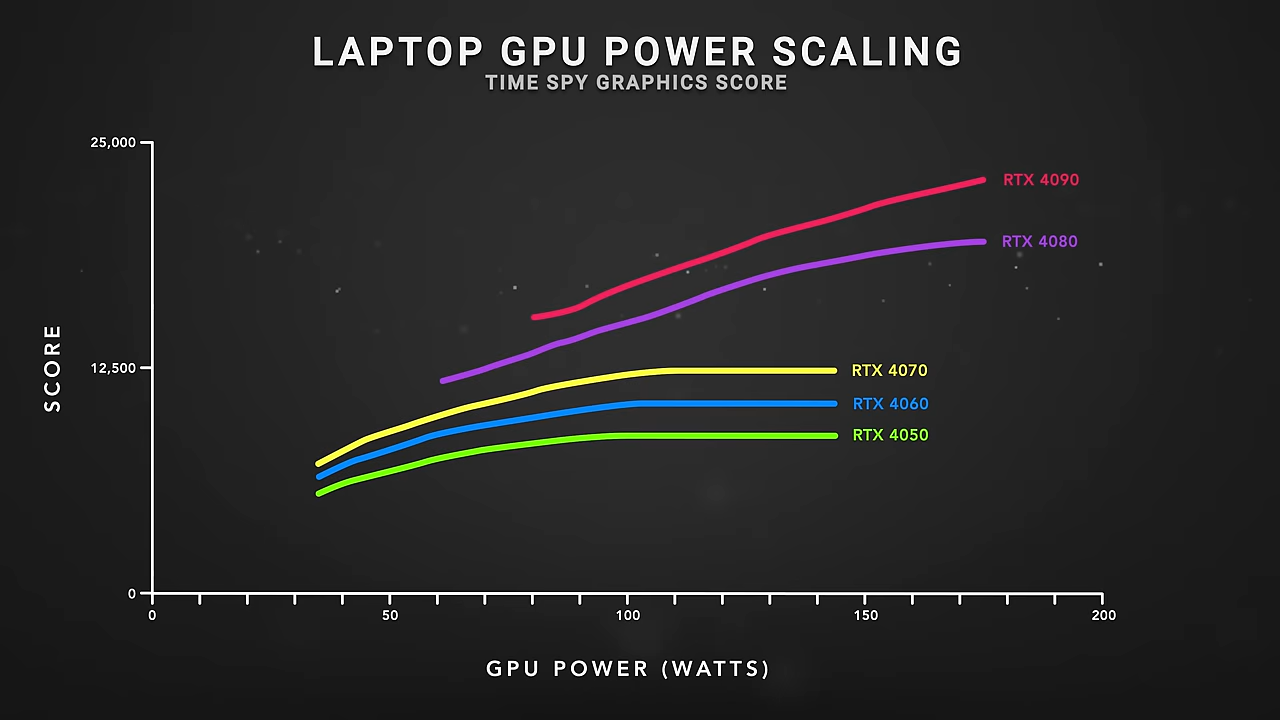 LAPTOP GPU POWER SCALING
TIME SPY GRAPHICS SCORE
25,000
RTX 4090
RTX 4080
SCORE
12,500
RTX 4070
RTX 4060
RTX 4050
0
0
50
100
150
200
GPU POWER (WATTS)